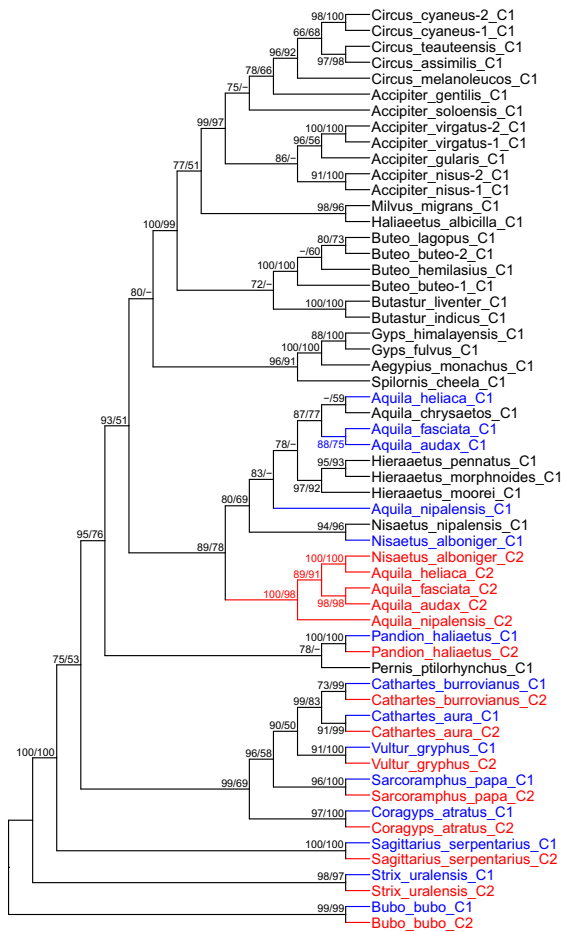 98/100 Circus_cyaneus-2_C1
66/68 Circus_cyaneus-1_C1
96/92 Circus_teauteensis_C1
97/98 Circus_assimilis_C1
78/66 Circus_melanoleucos_C1
75/– Accipiter_gentilis_C1
Accipiter_soloensis_C1
99/97 100/100 Accipiter_virgatus-2_C1
96/56 Accipiter_virgatus-1_C1
86/– Accipiter_gularis_C1
77/51 91/100 Accipiter_nisus-2_C1
Accipiter_nisus-1_C1
98/96 Milvus_migrans_C1
100/99 Haliaeetus_albicilla_C1
80/73 Buteo_lagopus_C1
–/60 Buteo_buteo-2_C1
100/100 Buteo_hemilasius_C1
72/– Buteo_buteo-1_C1
80/– 100/100 Butastur_liventer_C1
Butastur_indicus_C1
88/100 Gyps_himalayensis_C1
100/100 Gyps_fulvus_C1
96/91 Aegypius_monachus_C1
Spilornis_cheela_C1
–/59 Aquila_heliaca_C1
93/51 87/77 Aquila_chrysaetos_C1
Aquila_fasciata_C1
78/– 88/75 Aquila_audax_C1
95/93 Hieraaetus_pennatus_C1
83/– Hieraaetus_morphnoides_C1
97/92 Hieraaetus_moorei_C1
80/69 Aquila_nipalensis_C1
94/96 Nisaetus_nipalensis_C1
95/76 Nisaetus_alboniger_C1
89/78 100/100 Nisaetus_alboniger_C2
89/91 Aquila_heliaca_C2
100/98 Aquila_fasciata_C2
98/98 Aquila_audax_C2
Aquila_nipalensis_C2
100/100 Pandion_haliaetus_C1
78/– Pandion_haliaetus_C2
75/53 Pernis_ptilorhynchus_C1
73/99 Cathartes_burrovianus_C1
99/83 Cathartes_burrovianus_C2
90/50 Cathartes_aura_C1
91/99 Cathartes_aura_C2
96/58 91/100 Vultur_gryphus_C1
100/100 Vultur_gryphus_C2
99/69 96/100 Sarcoramphus_papa_C1
Sarcoramphus_papa_C2
97/100 Coragyps_atratus_C1
Coragyps_atratus_C2
100/100 Sagittarius_serpentarius_C1
Sagittarius_serpentarius_C2
98/97 Strix_uralensis_C1
Strix_uralensis_C2
99/99 Bubo_bubo_C1
Bubo_bubo_C2